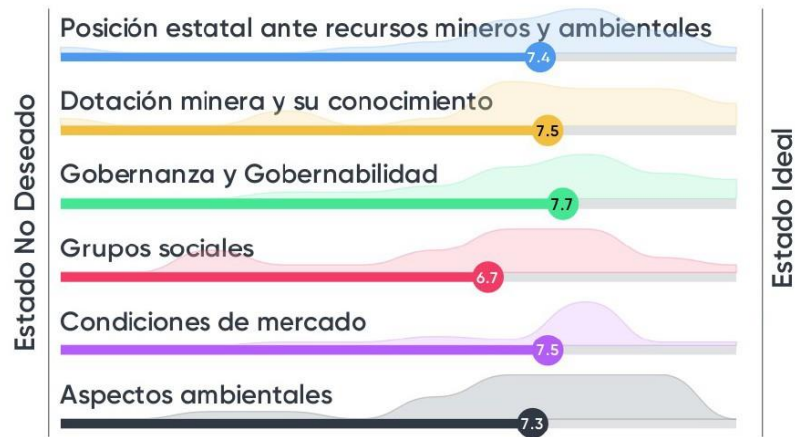 Estado No Deseado
Posición estatal ante recursos mineros y ambientales
7.4
Dotación minera y su conocimiento
7.5
Gobernanza y Gobernabilidad
7.7
Grupos sociales
6.7
Condiciones de mercado
7.5
Aspectos ambientales
7.3
Estado Ideal